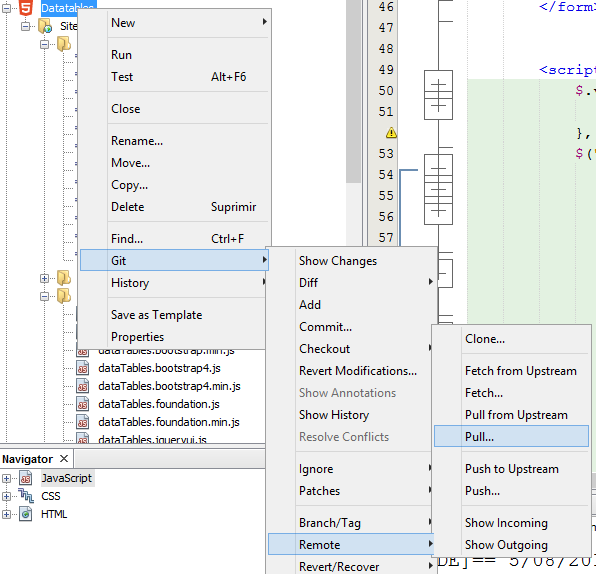 Datatables
Site
New
Run
Test Alt+F6
Close
Rename...
Move...
Copy...
Delete Suprimir
Find... Ctrl+F
Git
History
Save as Template
Properties
dataTables.bootstrap.min.js
dataTables.bootstrap4.js
dataTables.bootstrap4.min.js
dataTables.foundation.js
dataTables.foundation.min.js
dataTables.jqueryui.js
Navigator
JavaScript
CSS
HTML
Show Changes
Diff
Add
Commit...
Checkout
Revert Modifications...
Show Annotations
Show History
Resolve Conflicts
Ignore
Patches
Branch/Tag
Remote
Revert/Recover
Clone...
Fetch from Upstream
Fetch...
Pull from Upstream
Pull...
Push to Upstream
Push...
Show Incoming
Show Outgoing
46 </form>
47
48
49 <script
50 $.
51
},
53 $("
54
55
56
57
DE]== 5/08/201